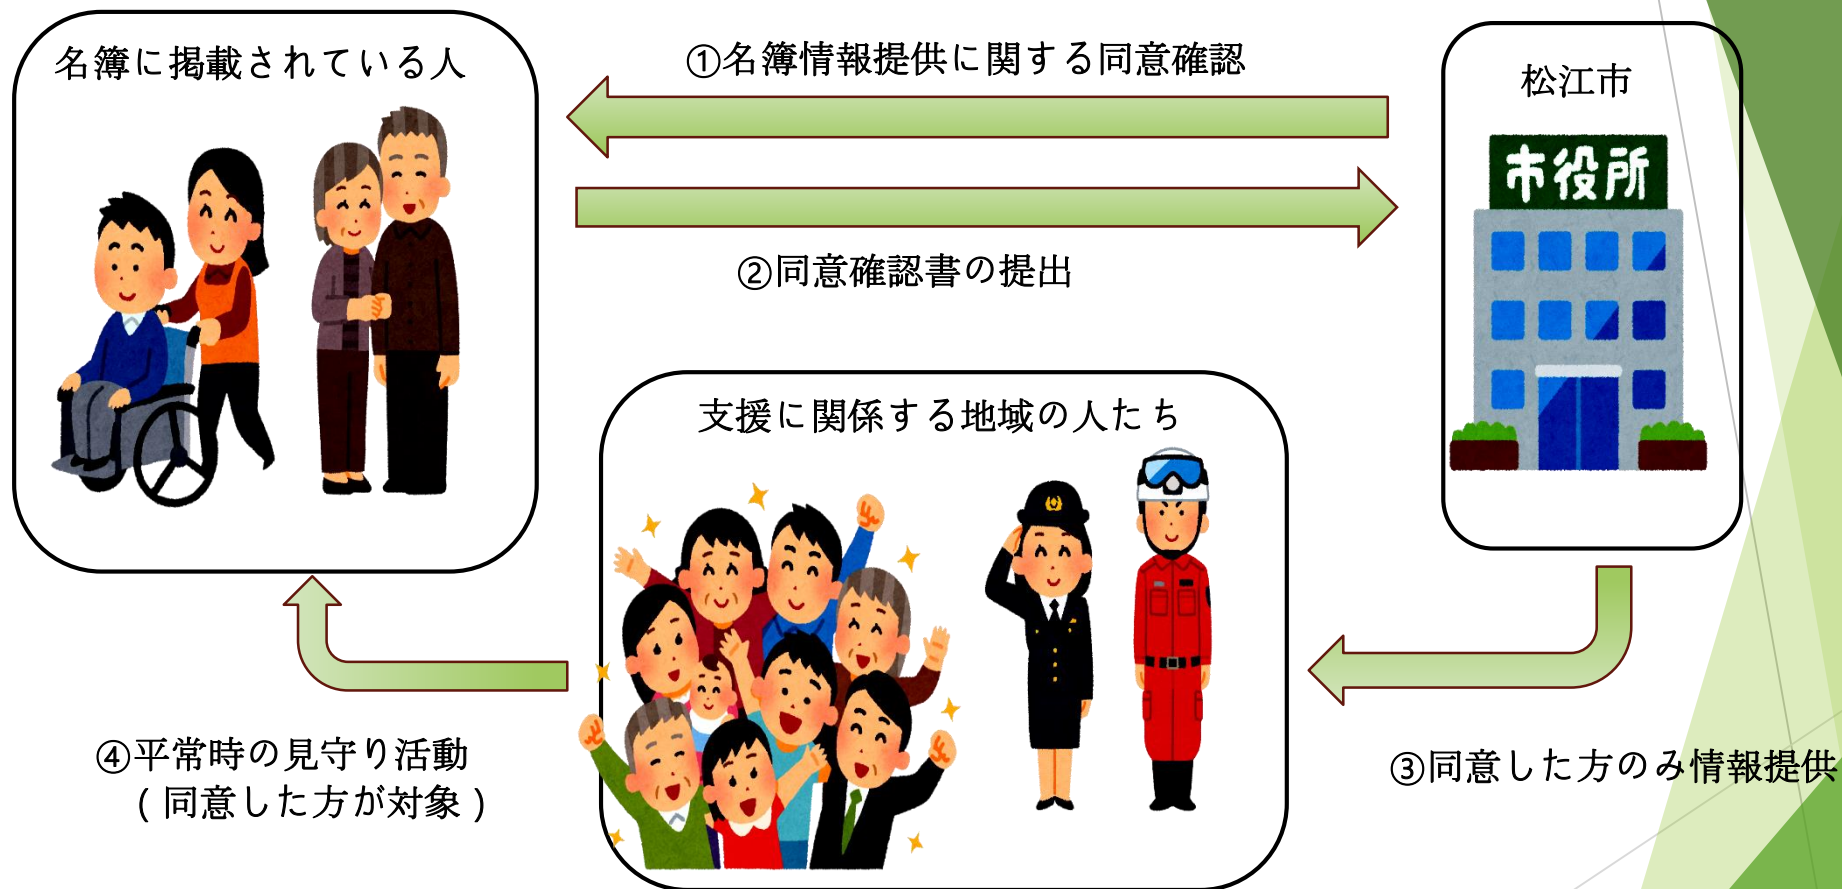 名簿に掲載されている人
①名簿情報提供に関する同意確認
松江市
市役所
②同意確認書の提出
支援に関係する地域の人たち
④平常時の見守り活動
(同意した方が対象)
③同意した方のみ情報提供